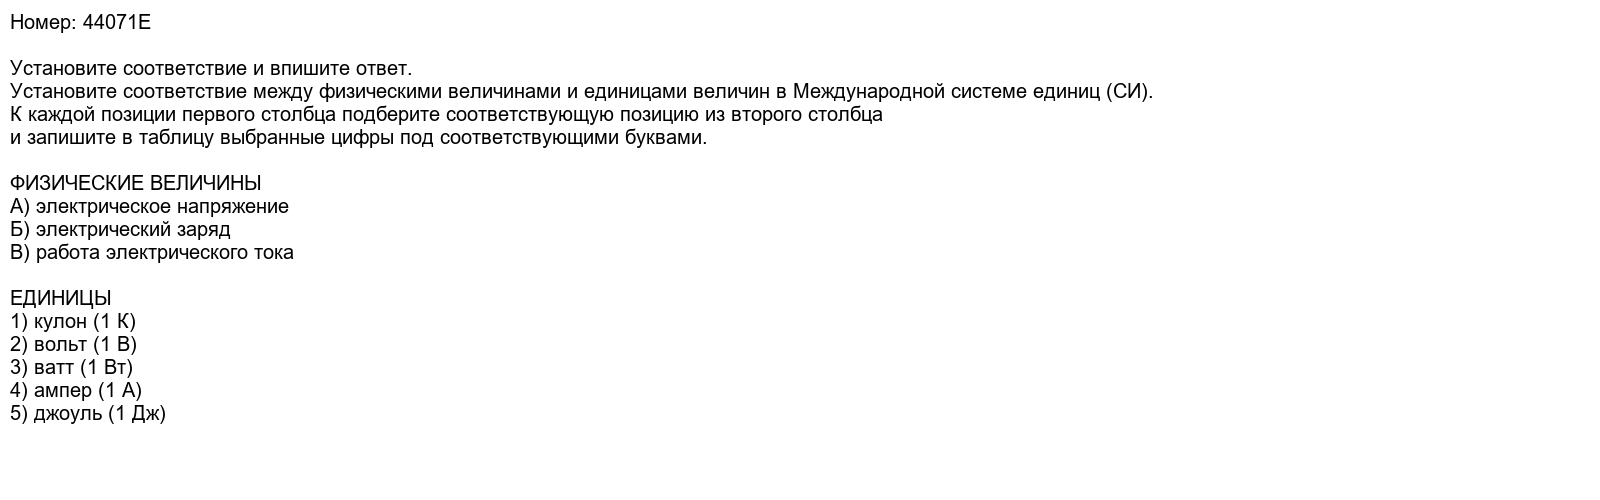 Номер: 44071E
Установите соответствие и впишите ответ.
Установите соответствие между физическими величинами и единицами величин в Международной системе единиц (СИ).
К каждой позиции первого столбца подберите соответствующую позицию из второго столбца
и запишите в таблицу выбранные цифры под соответствующими буквами.
ФИЗИЧЕСКИЕ ВЕЛИЧИНЫ
А) электрическое напряжение
Б) электрический заряд
В) работа электрического тока
ЕДИНИЦЫ
1) кулон (1 К)
2) вольт (1 В)
3) ватт (1 Вт)
4) ампер (1 А)
5) джоуль (1 Дж)